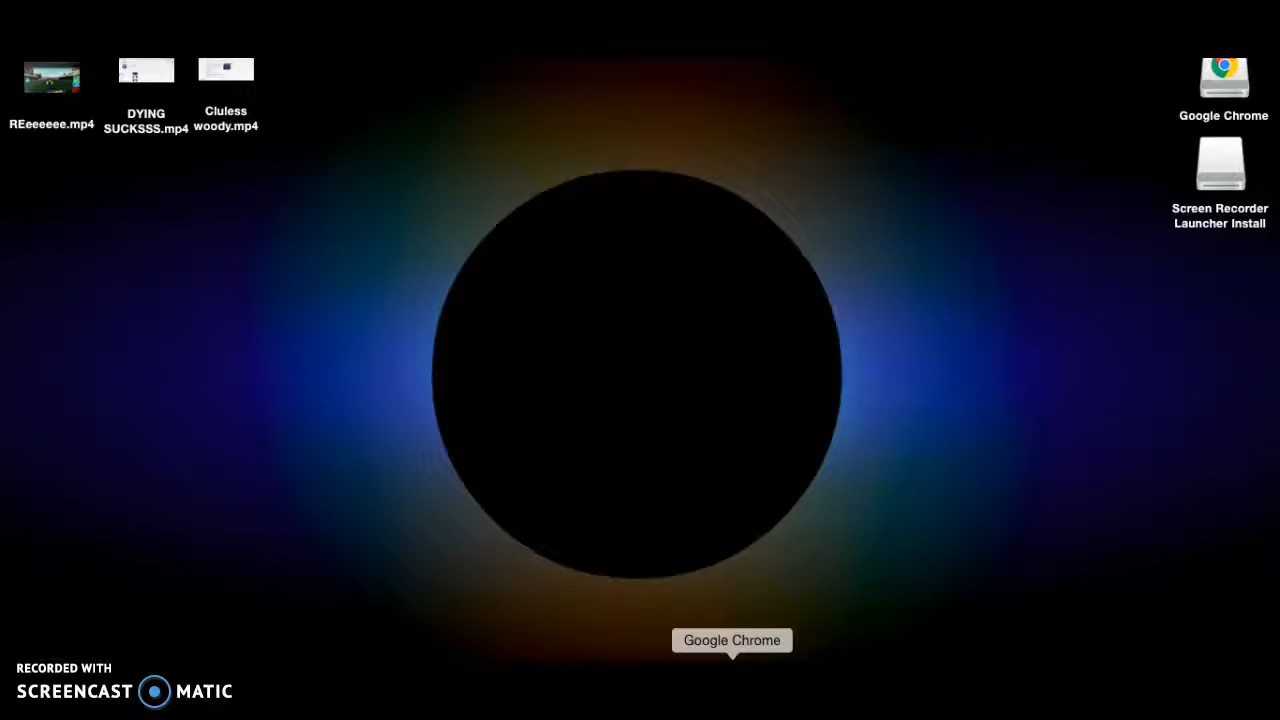 REeeeeee.mp4
DYING
SUCKSSS.mp4
Cluless
woody.mp4
Google Chrome
Screen Recorder
Launcher Install
Google Chrome
RECORDED WITH
SCREENCAST MATIC